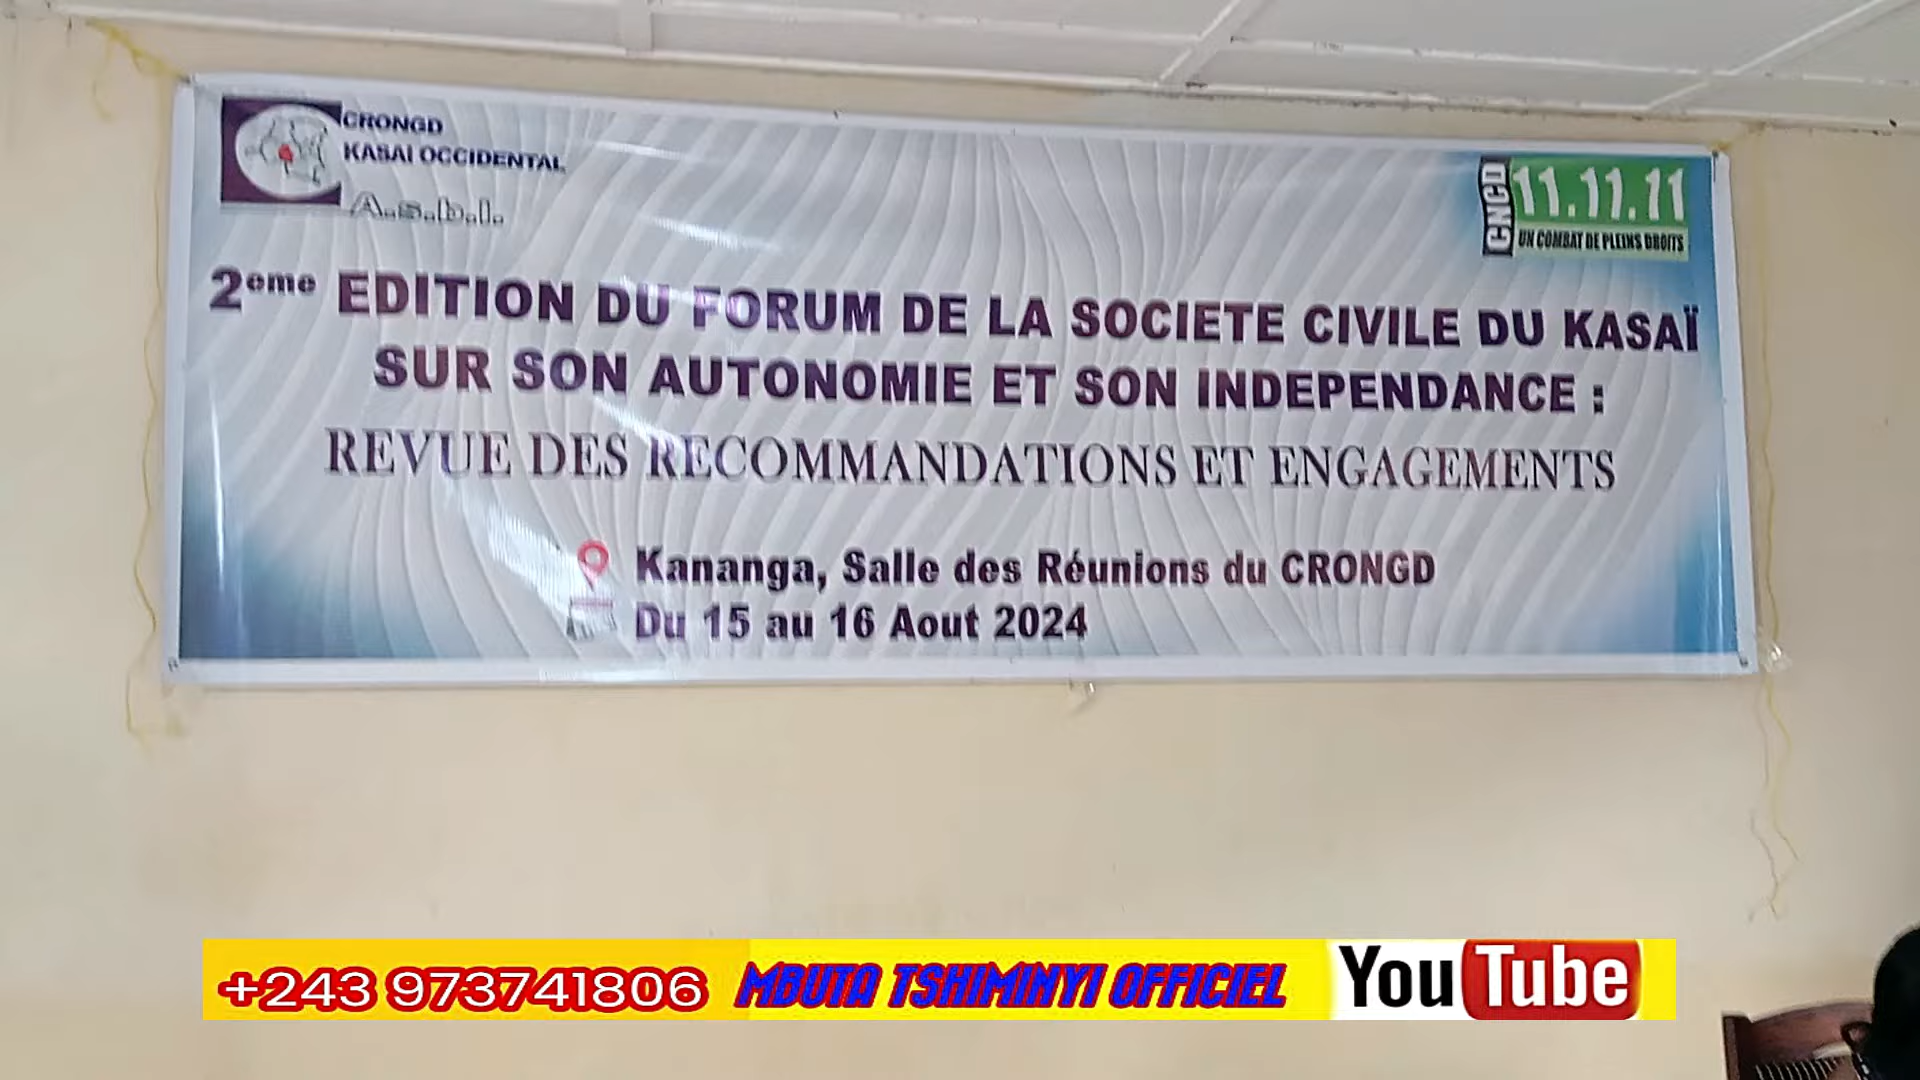 CRONGD
KASAI OCCIDENTAL
A.s.b.l.
CNCD
11.11.11
UN COMBAT DE PLEINS DROITS
2eme EDITION DU FORUM DE LA SOCIETE CIVILE DU KASAÏ
SUR SON AUTONOMIE ET SON INDEPENDANCE :
REVUE DES RECOMMANDATIONS ET ENGAGEMENTS
Kananga, Salle des Réunions du CRONGD
Du 15 au 16 Aout 2024
+243 973741806 MBUTA TSHIMINYI OFFICIEL YouTube